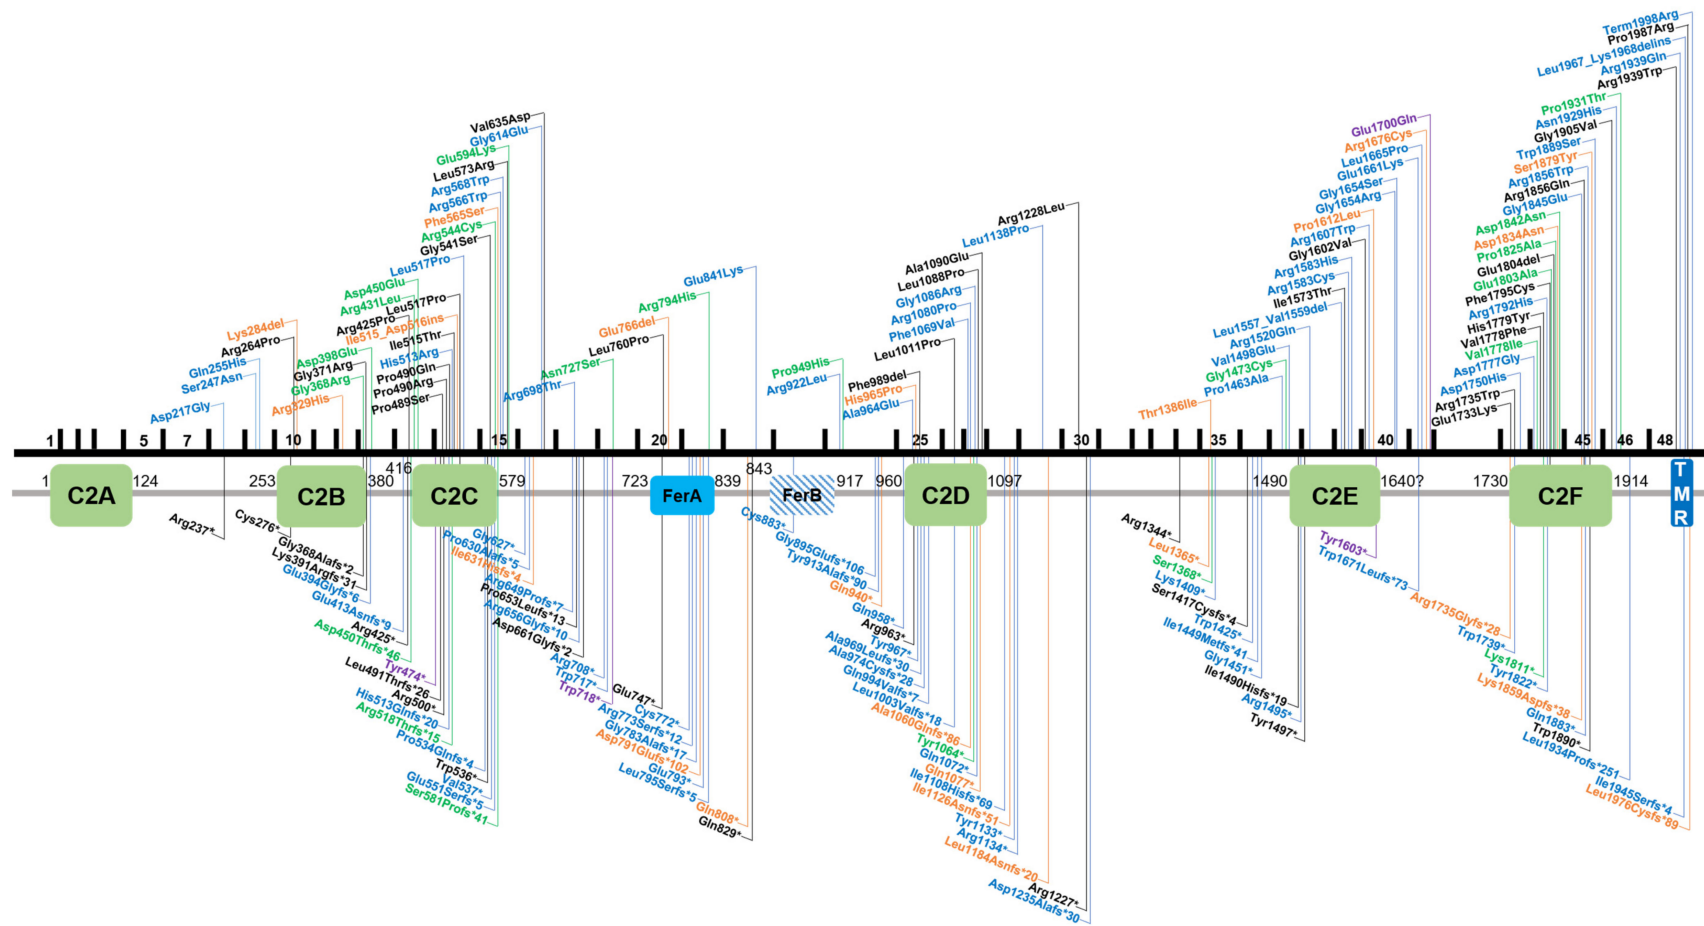 Term1998Arg
Pro1987Arg
Leu1967_Lys1968delins
Arg1939Gln
Arg1939Trp
Pro1931Thr
Asn1929His
Gly1905Val
Trp1889Ser
Ser1879Tyr
Arg1856Trp
Arg1856Gln
Gly1845Glu
Asp1842Asn
Asp1834Asn
Pro1825Ala
Glu1804del
Glu1803Ala
Phe1795Cys
Arg1792His
His1779Tyr
Val1778Phe
Val1778Ile
Asp1777Gly
Asp1750His
Arg1735Trp
Glu1733Lys
Glu1700Gln
Arg1676Cys
Leu1665Pro
Glu1661Lys
Gly1654Ser
Gly1654Arg
Pro1612Leu
Arg1607Trp
Gly1602Val
Arg1583His
Arg1583Cys
Ile1573Thr
Leu1557_Val1559del
Arg1520Gln
Val1498Glu
Gly1473Cys
Pro1463Ala
Thr1386Ile
Arg1228Leu
Leu1138Pro
Ala1090Glu
Leu1088Pro
Gly1086Arg
Arg1080Pro
Phe1069Val
Leu1011Pro
Phe989del
His965Pro
Ala964Glu
Pro949His
Arg922Leu
Glu841Lys
Arg794His
Glu766del
Leu760Pro
Asn727Ser
Arg698Thr
Val635Asp
Gly614Glu
Glu594Lys
Leu573Arg
Arg568Trp
Arg566Trp
Phe565Ser
Arg544Cys
Gly541Ser
Leu517Pro
Asp450Glu
Arg431Leu
Leu517Pro
Arg425Pro
Ile515_Asp516ins
Ile515Thr
Asp398Glu
His513Arg
Gly371Arg
Pro490Gln
Gly368Arg
Pro490Arg
Pro489Ser
Lys284del
Arg264Pro
Gln255His
Ser247Asn
Arg329His
Asp217Gly
1 5 7 10 15 20 25 30 35 40 45 46 48
1 C2A 124 253 C2B 380 416 C2C 579 723 FerA 839 843 FerB 917 960 C2D 1097 1490 C2E 1640? 1730 C2F 1914 TMR
Arg237*
Cys276*
Gly368Alafs*2
Lys391Argfs*31
Glu394Glyfs*6
Glu413Asnfs*9
Arg425*
Asp450Thrfs*46
Tyr474*
Leu491Thrfs*26
Arg500*
His513Glnfs*20
Arg518Thrfs*15
Pro534Glnfs*4
Trp536*
Val537*
Glu551Serfs*5
Ser581Profs*41
Gly627*
Pro630Alafs*5
Ile631Hisfs*4
Arg649Profs*7
Pro653Leufs*13
Arg656Glyfs*10
Asp661Glyfs*2
Arg708*
Trp717*
Trp718*
Glu747*
Cys772*
Arg773Serfs*12
Gly783Alafs*17
Asp791Glufs*102
Glu793*
Leu795Serfs*5
Gln808*
Gln829*
Cys883*
Gly895Glufs*106
Tyr913Alafs*90
Gln940*
Gln958*
Arg963*
Tyr967*
Ala969Leufs*30
Ala974Cysfs*28
Gln994Valfs*7
Leu1003Valfs*18
Ala1060Glnfs*86
Tyr1064*
Gln1072*
Gln1077*
Ile1108Hisfs*69
Ile1126Asnfs*51
Tyr1133*
Arg1134*
Leu1184Asnfs*20
Arg1227*
Asp1235Alafs*30
Arg1344*
Leu1365*
Ser1368*
Lys1409*
Ser1417Cysfs*4
Trp1425*
Ile1449Metfs*41
Gly1451*
Ile1490Hisfs*19
Arg1495*
Tyr1497*
Tyr1603*
Trp1671Leufs*73
Arg1735Glyfs*28
Trp1739*
Lys1811*
Tyr1822*
Lys1859Aspfs*38
Gln1883*
Trp1890*
Leu1934Profs*251
Ile1945Serfs*4
Leu1976Cysfs*89